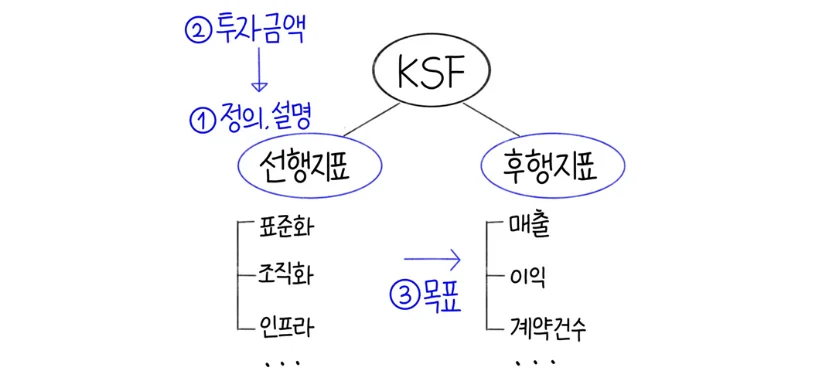 ②투자금액
KSF
①정의.설명
선행지표
후행지표
표준화
매출
조직화
이익
③목표
인프라
계약건수
...
...